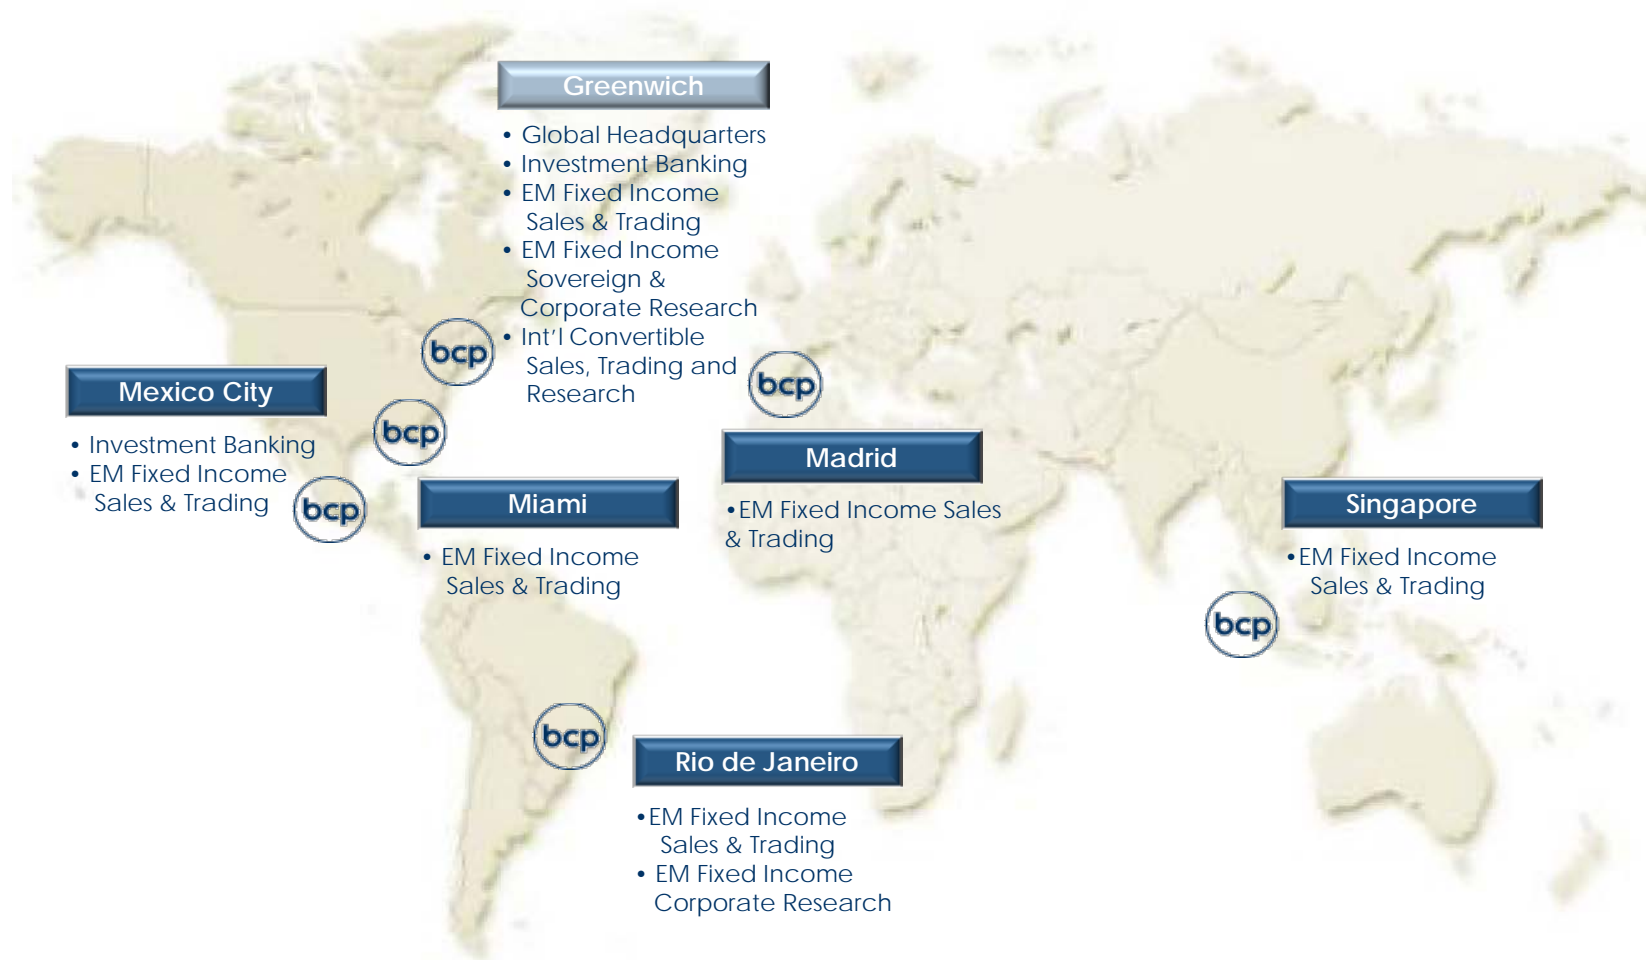 Greenwich
• Global Headquarters
• Investment Banking
• EM Fixed Income
Sales & Trading
• EM Fixed Income
Sovereign &
Corporate Research
• Int'l Convertible
Sales, Trading and
Research
bcp
Mexico City
• Investment Banking
• EM Fixed Income
Sales & Trading
bcp
bcp
Miami
• EM Fixed Income
Sales & Trading
bcp
Madrid
•EM Fixed Income Sales
& Trading
Singapore
•EM Fixed Income
Sales & Trading
bcp
bcp
Rio de Janeiro
•EM Fixed Income
Sales & Trading
• EM Fixed Income
Corporate Research